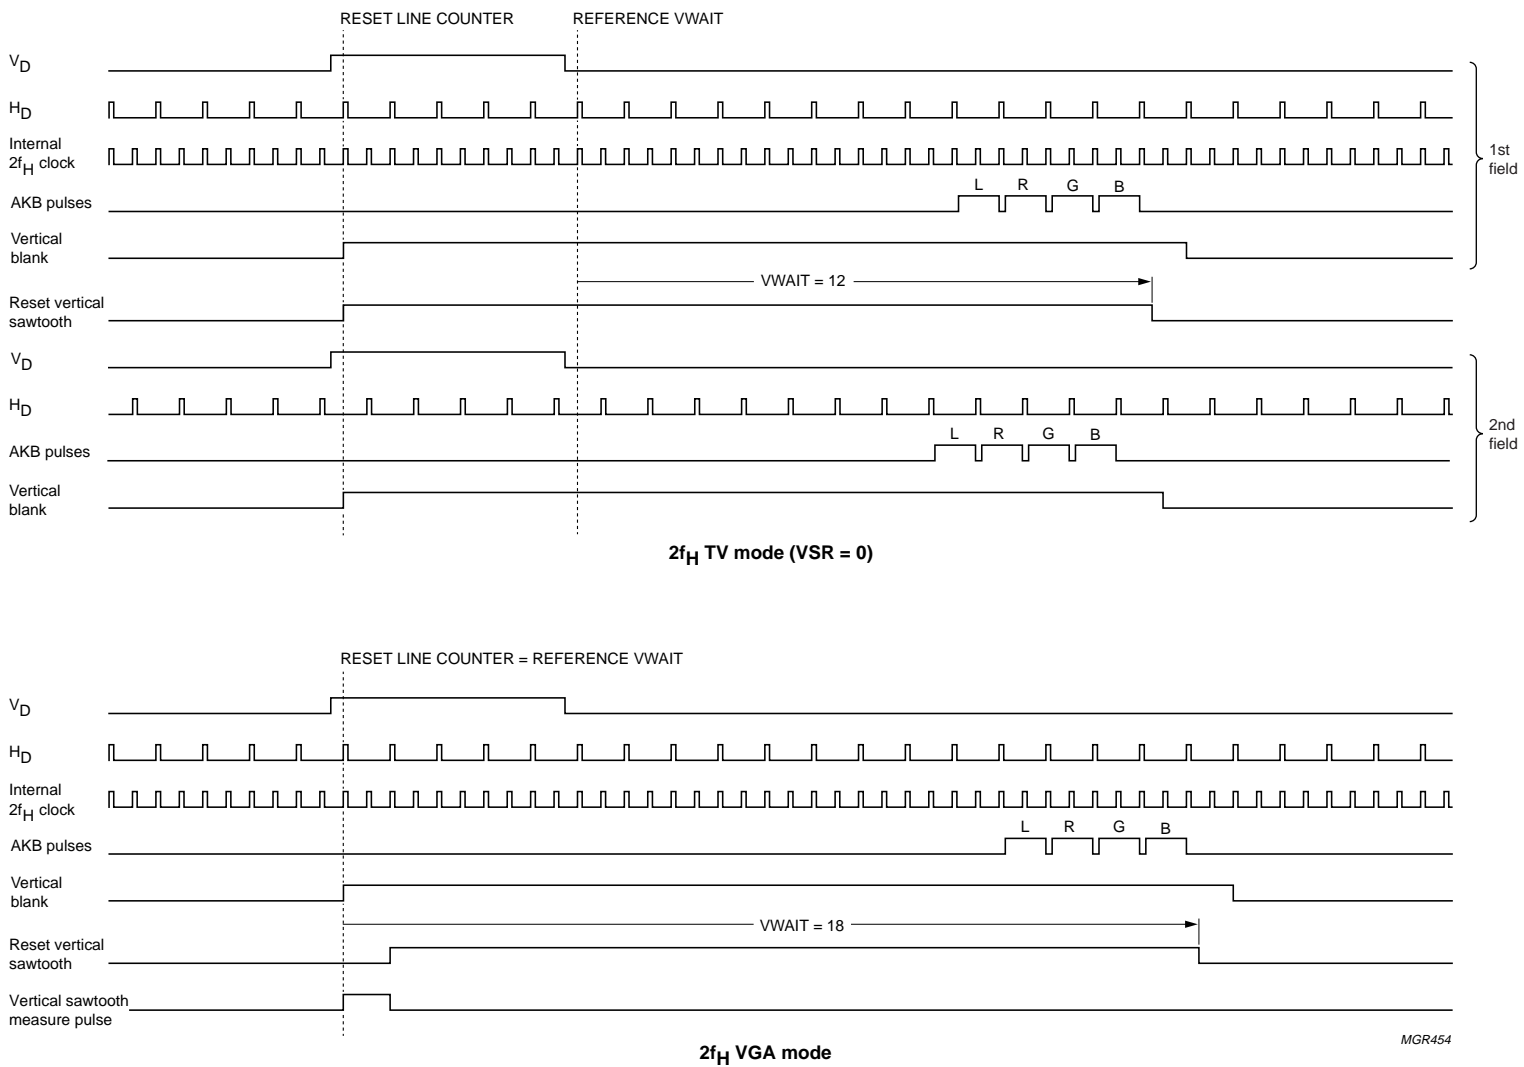 RESET LINE COUNTER
REFERENCE VWAIT
VD
HD
Internal
2fH clock
AKB pulses
L R G B
Vertical
blank
VWAIT = 12
Reset vertical
sawtooth
1st
field
VD
HD
AKB pulses
L R G B
Vertical
blank
2nd
field
2fH TV mode (VSR = 0)
RESET LINE COUNTER = REFERENCE VWAIT
VD
HD
Internal
2fH clock
AKB pulses
L R G B
Vertical
blank
VWAIT = 18
Reset vertical
sawtooth
Vertical sawtooth
measure pulse
MGR454
2fH VGA mode